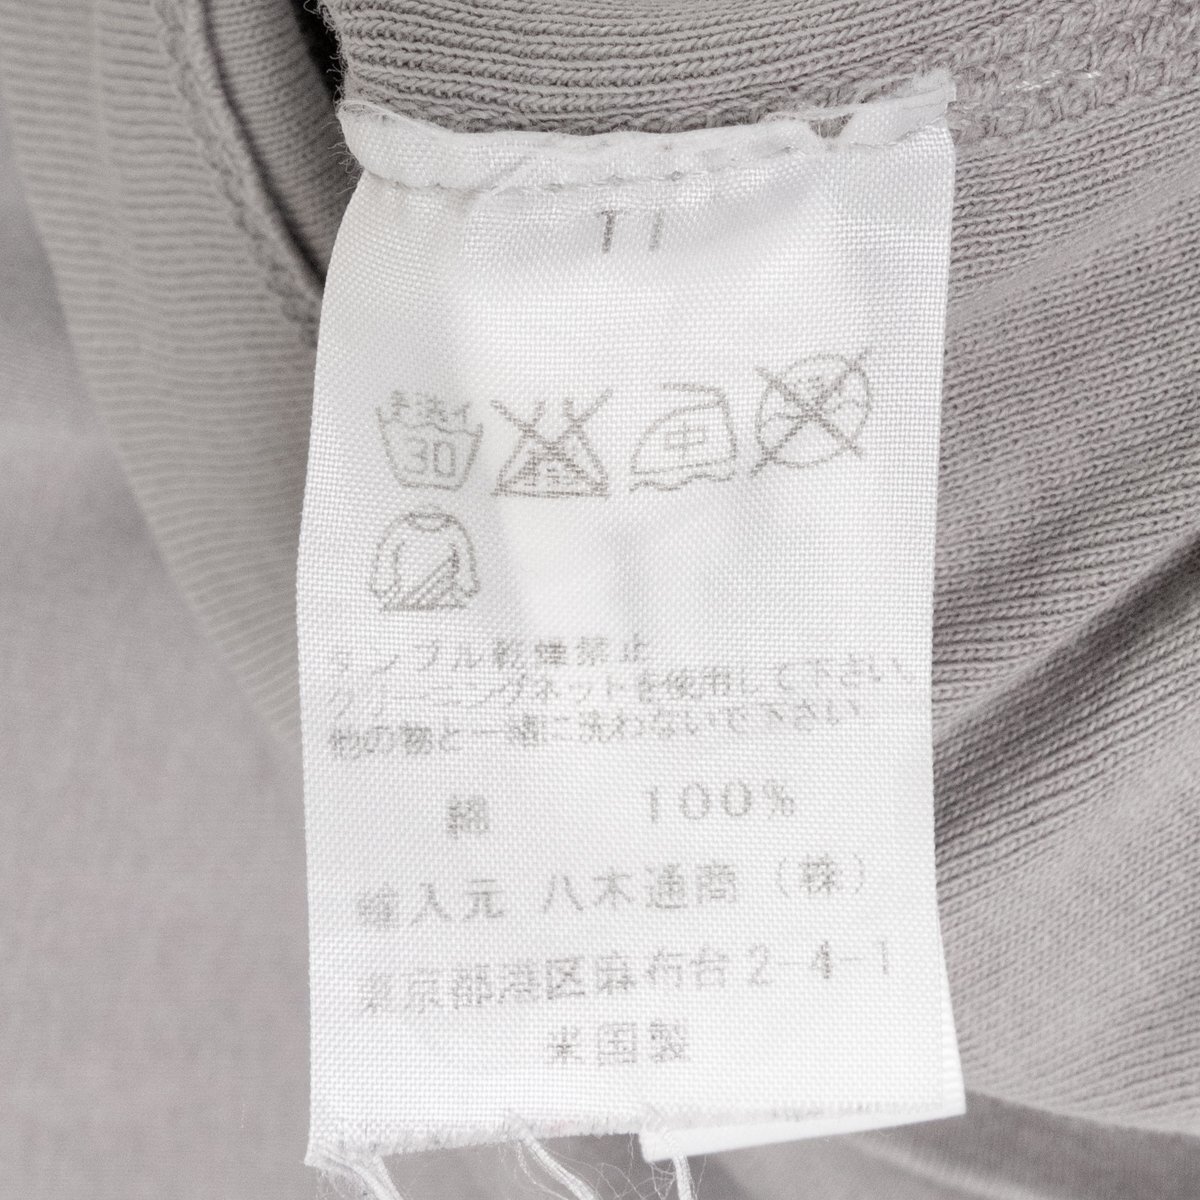 手洗イ
30
中
タンブル乾燥禁止
クリーニングネットを使用して下さい。
他の物と一緒に洗わないで下さい
綿 100%
輸入元 八木通商(株)
東京都港区麻布台2-4-1
米国製